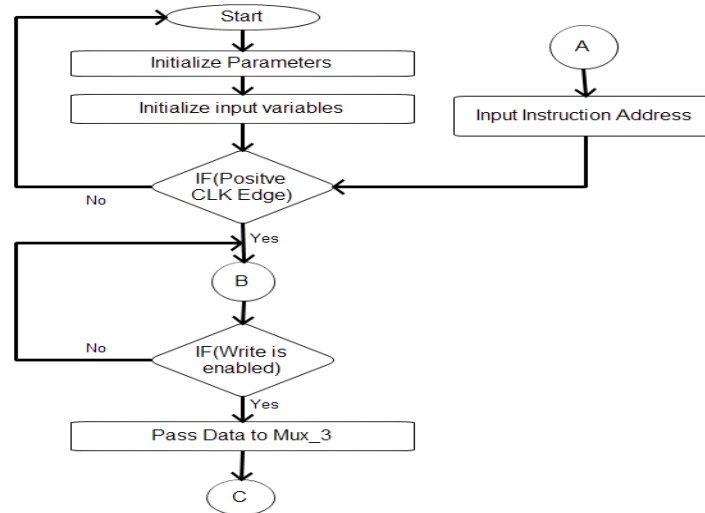 Start
A
Initialize Parameters
Initialize input variables
Input Instruction Address
IF(Positve
CLK Edge)
No
Yes
B
No
IF(Write is
enabled)
Yes
Pass Data to Mux_3
C